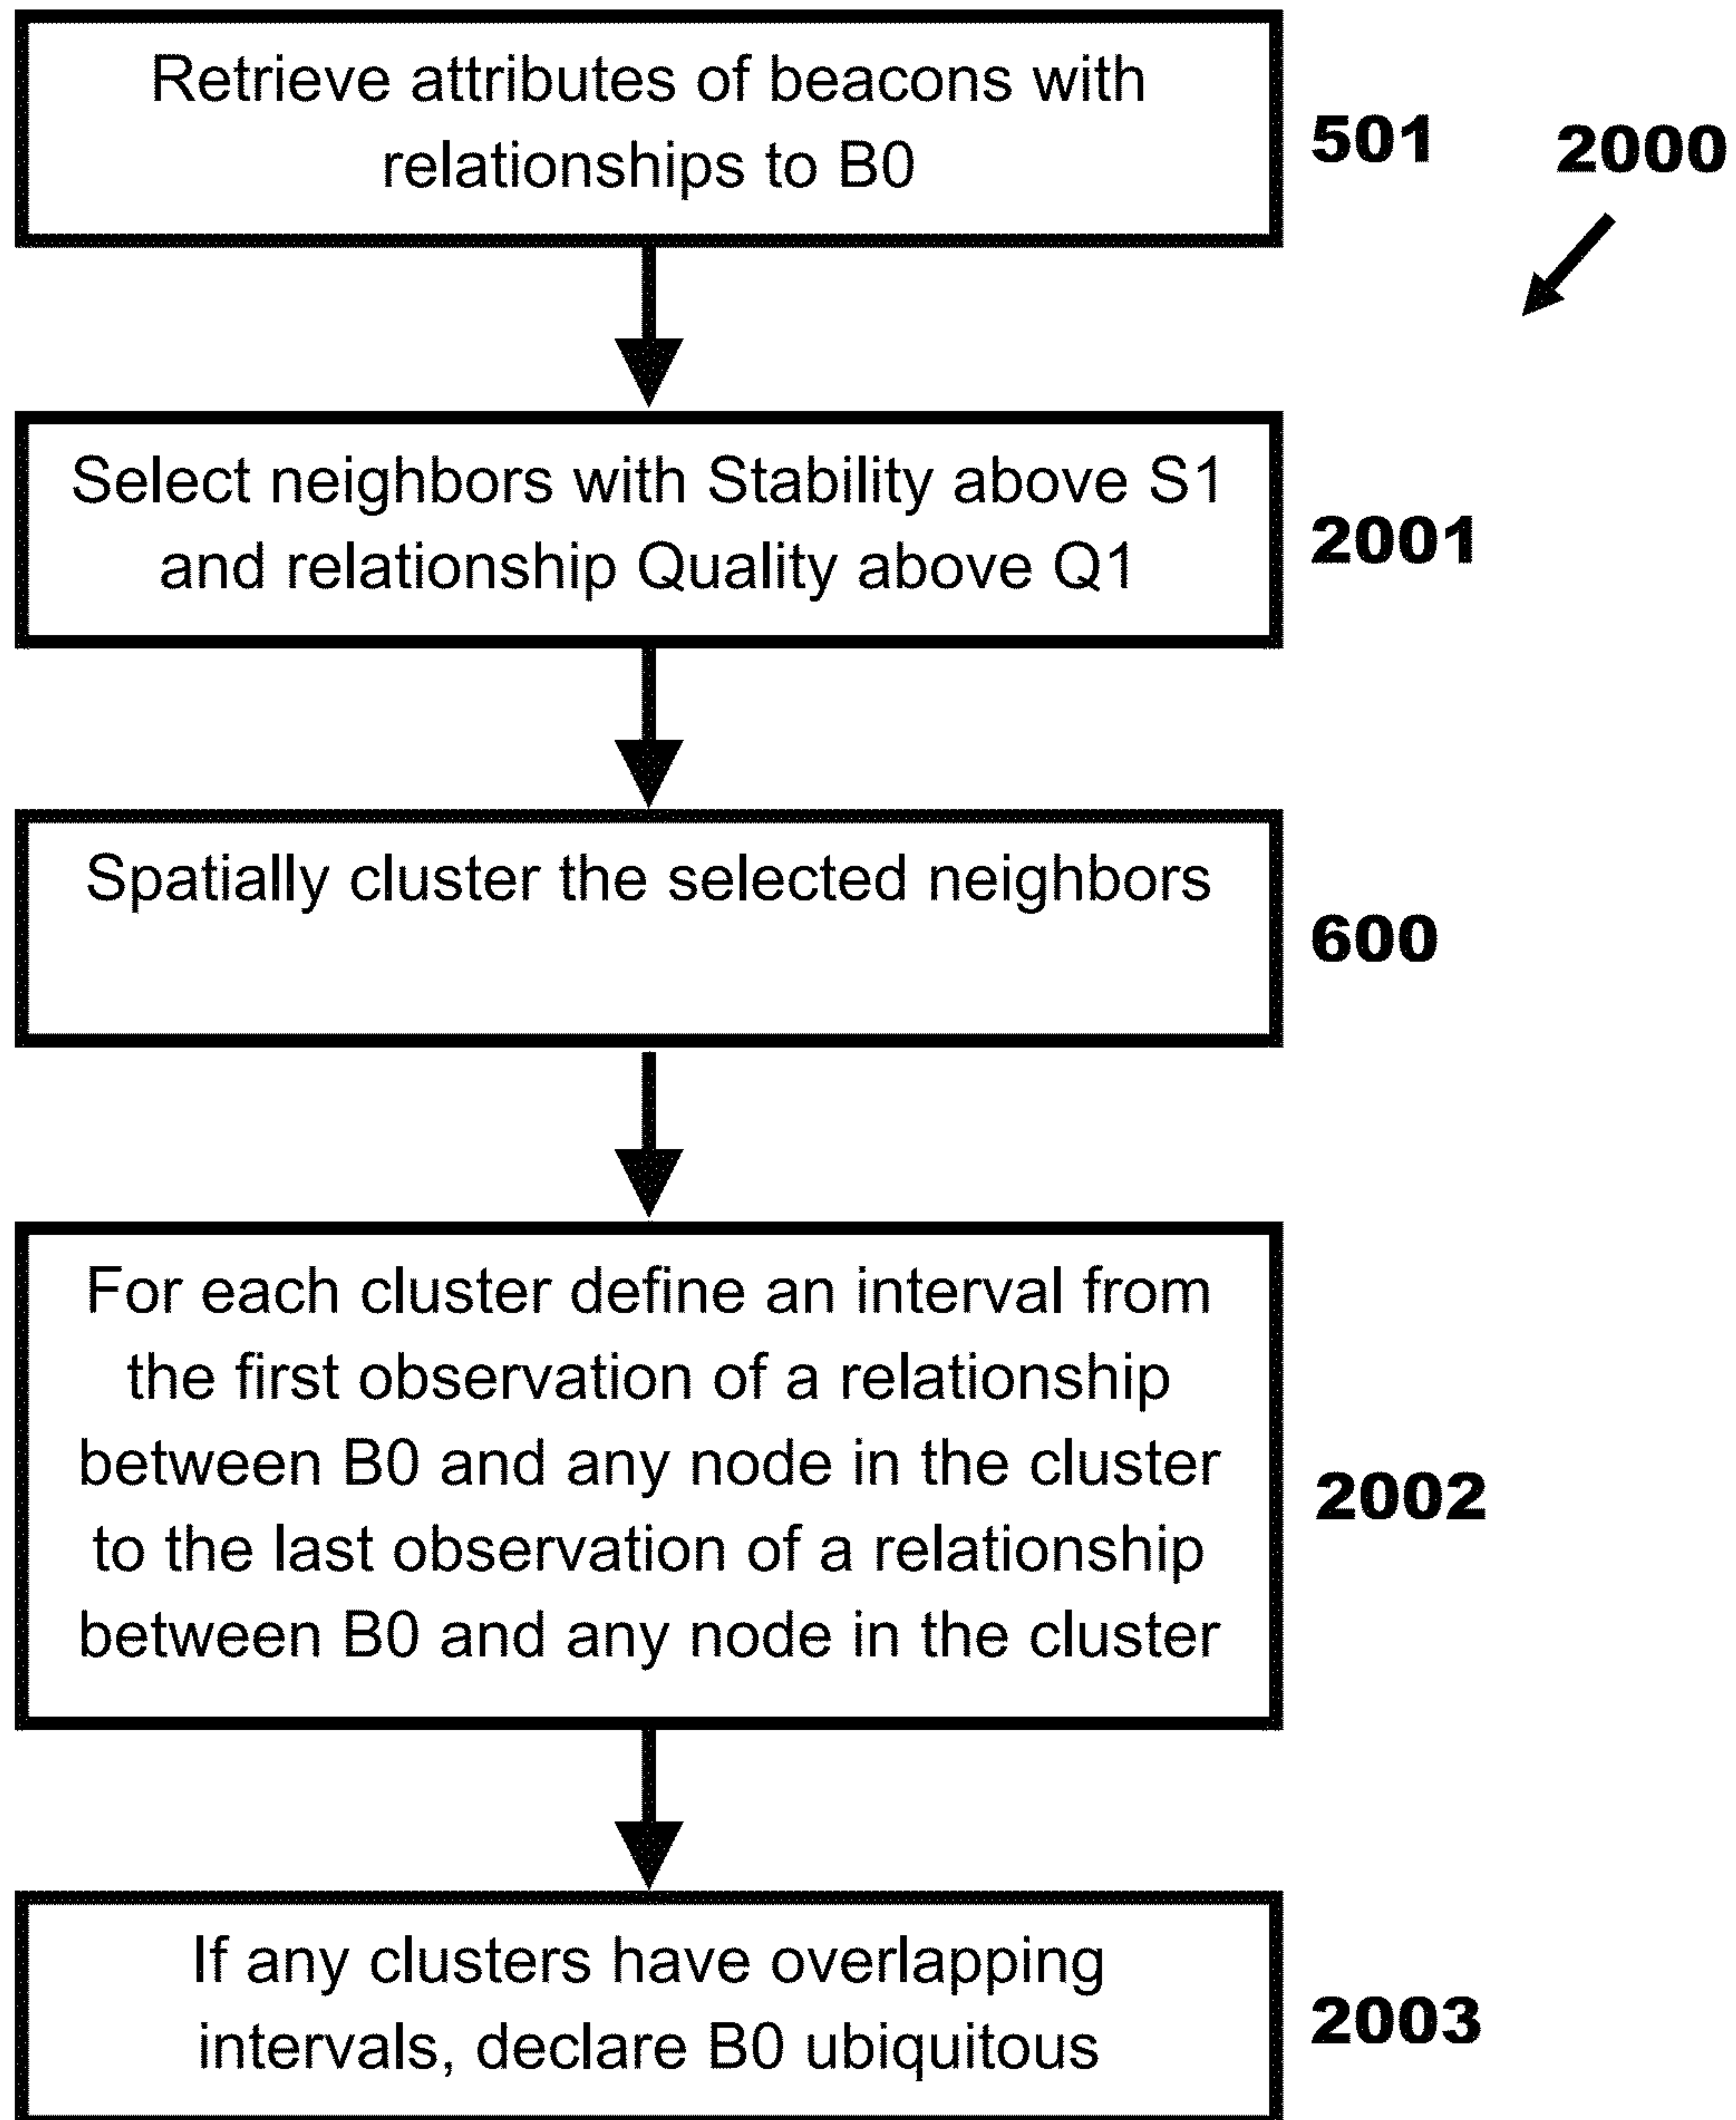 Retrieve attributes of beacons with
relationships to B0
501
2000
Select neighbors with Stability above S1
and relationship Quality above Q1
2001
Spatially cluster the selected neighbors
600
For each cluster define an interval from
the first observation of a relationship
between B0 and any node in the cluster
to the last observation of a relationship
between B0 and any node in the cluster
2002
If any clusters have overlapping
intervals, declare B0 ubiquitous
2003